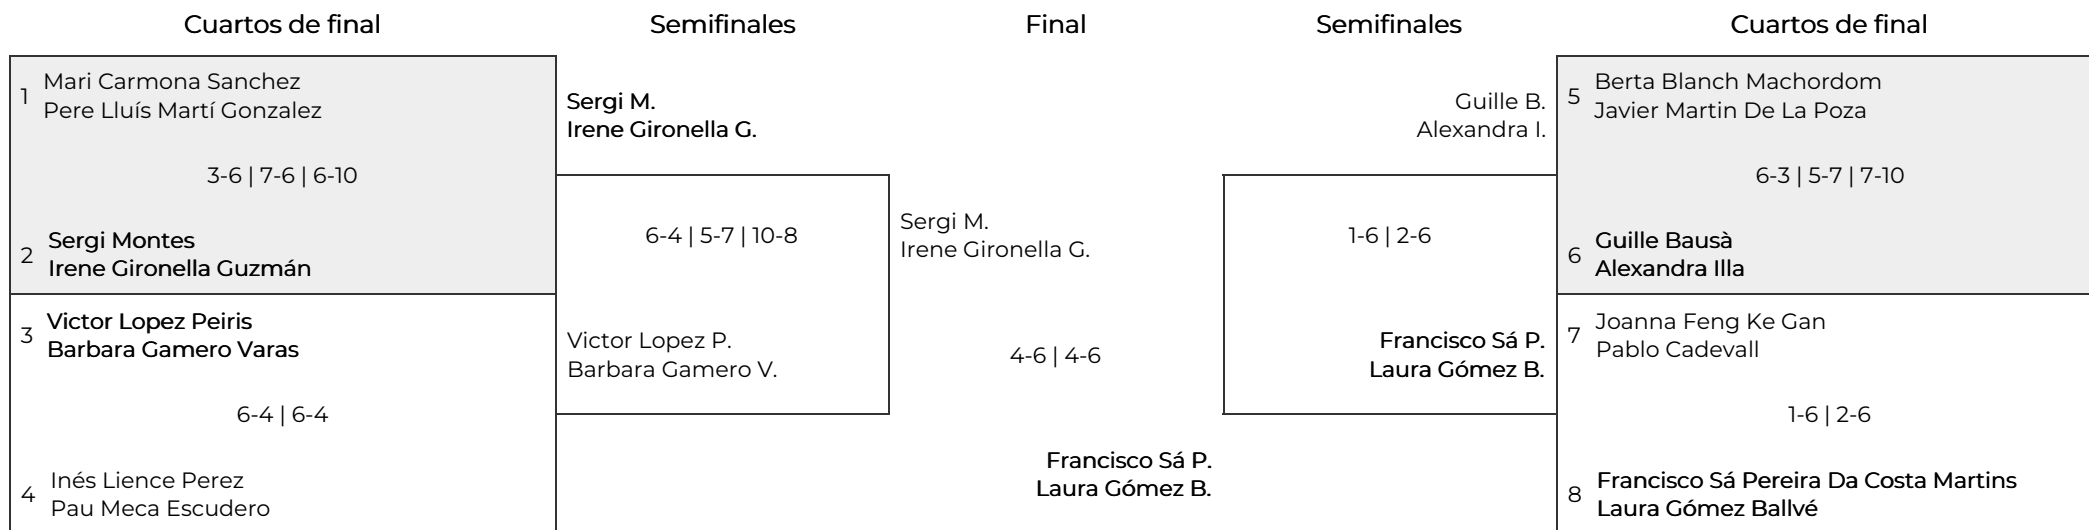 Cuartos de final
Semifinales
Final
Semifinales
Cuartos de final
1
Mari Carmona Sanchez
Pere Lluís Martí Gonzalez
3-6 | 7-6 | 6-10
2
Sergi Montes
Irene Gironella Guzmán
3
Victor Lopez Peiris
Barbara Gamero Varas
6-4 | 6-4
4
Inés Lience Perez
Pau Meca Escudero
Sergi M.
Irene Gironella G.
6-4 | 5-7 | 10-8
Victor Lopez P.
Barbara Gamero V.
Sergi M.
Irene Gironella G.
4-6 | 4-6
Francisco Sá P.
Laura Gómez B.
Guille B.
Alexandra I.
1-6 | 2-6
Francisco Sá P.
Laura Gómez B.
5
Berta Blanch Machordom
Javier Martin De La Poza
6-3 | 5-7 | 7-10
6
Guille Bausà
Alexandra Illa
7
Joanna Feng Ke Gan
Pablo Cadevall
1-6 | 2-6
8
Francisco Sá Pereira Da Costa Martins
Laura Gómez Ballvé